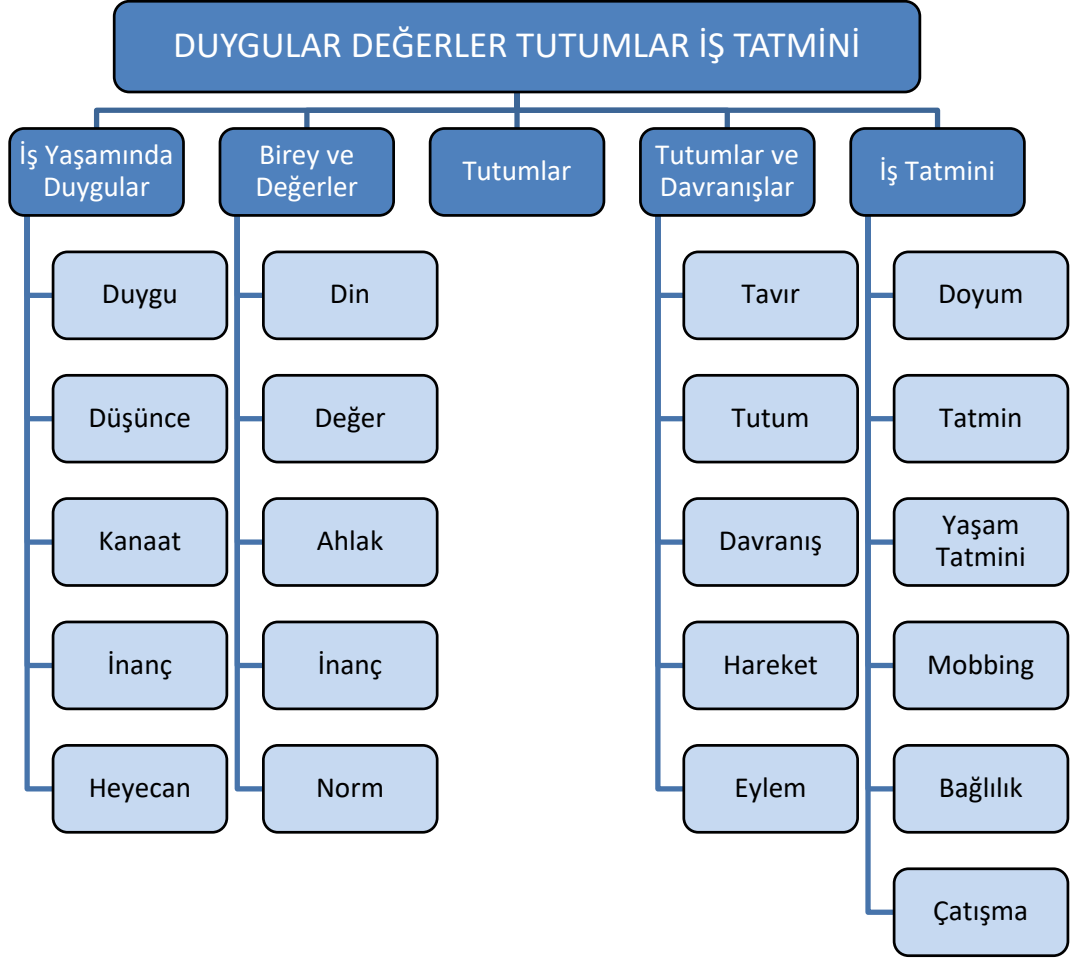 DUYGULAR DEĞERLER TUTUMLAR İŞ TATMİNİ
İş Yaşamında
Duygular
Duygu
Düşünce
Kanaat
İnanç
Heyecan
Birey ve
Değerler
Din
Değer
Ahlak
İnanç
Norm
Tutumlar
Tutumlar ve
Davranışlar
Tavır
Tutum
Davranış
Hareket
Eylem
İş Tatmini
Doyum
Tatmin
Yaşam
Tatmini
Mobbing
Bağlılık
Çatışma